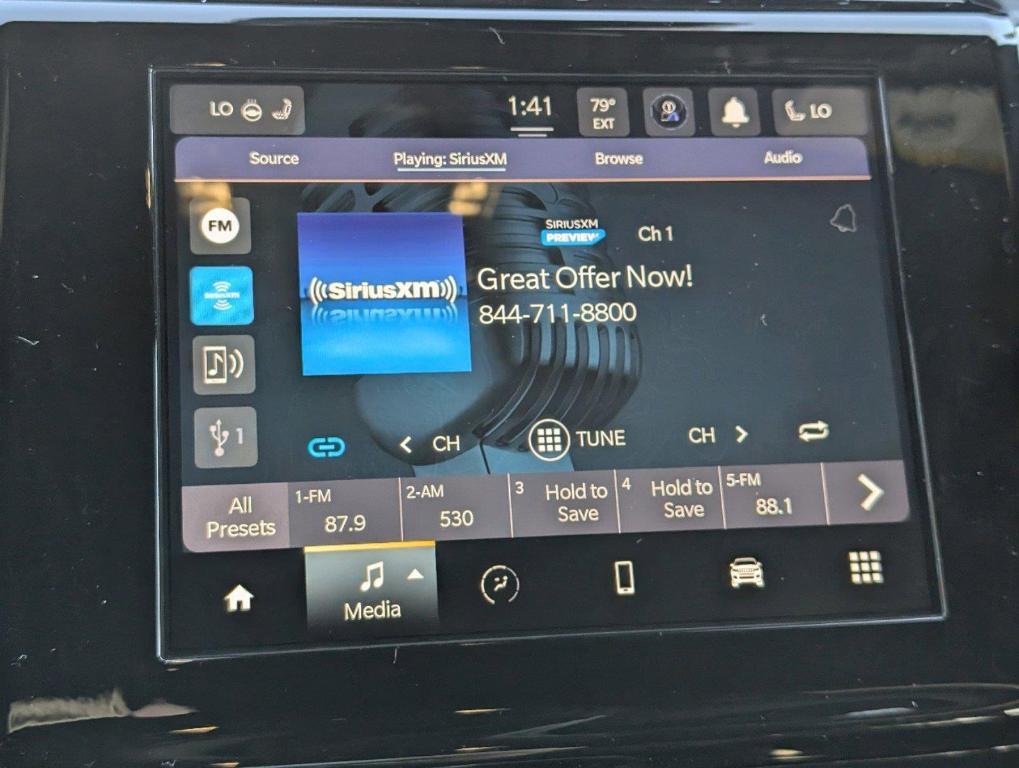 LO
1:41
79°
EXT
LO
Source
Playing: SiriusXM
Browse
Audio
FM
SIRIUSXM
1
SiriusXM
SIRIUSXM
PREVIEW
Ch 1
Great Offer Now!
844-711-8800
CH
TUNE
CH
All
Presets
1-FM
87.9
2-AM
530
3
Hold to
Save
4
Hold to
Save
5-FM
88.1
Media